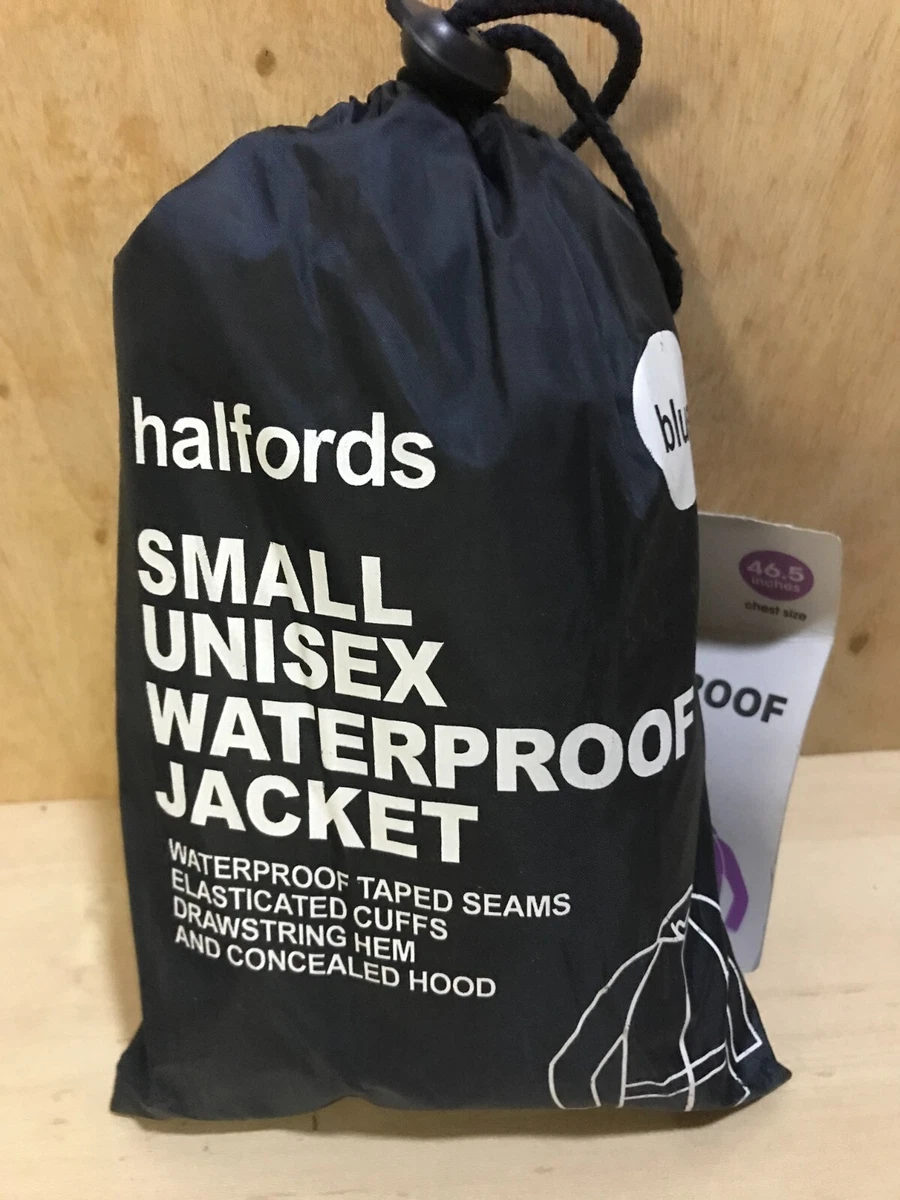 halfords
blu
SMALL
UNISEX
WATERPROOF
JACKET
WATERPROOF TAPED SEAMS
ELASTICATED CUFFS
DRAWSTRING HEM
AND CONCEALED HOOD
46.5
inches
chest size
ROOF